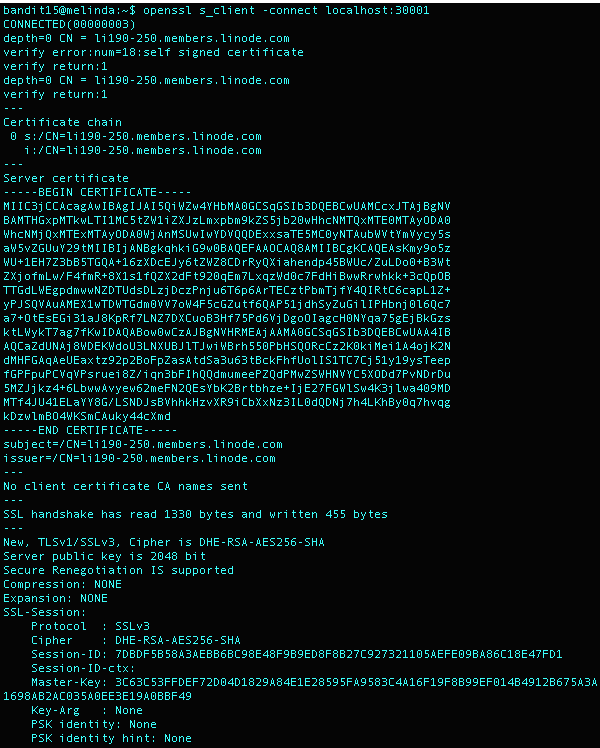 bandit15@melinda:~$ openssl s_client -connect localhost:30001
CONNECTED(00000003)
depth=0 CN = li190-250.members.linode.com
verify error:num=18:self signed certificate
verify return:1
depth=0 CN = li190-250.members.linode.com
verify return:1
---
Certificate chain
 0 s:/CN=li190-250.members.linode.com
   i:/CN=li190-250.members.linode.com
---
Server certificate
-----BEGIN CERTIFICATE-----
MIIC3jCCAcagAwIBAgIJAI5QiWZw4YHbMA0GCSqGSIb3DQEBCwUAMCcxJTAjBgNV
BAMTHGxpMTkwLTI1MC5tZW1iZXJzLmxpbm9kZS5jb20wHhcNMTQxMTE0MTAyODA0
WhcNMjQxMTExMTAyODA0WjAnMSUwIwYDVQQDExxsaTE5MC0yNTAubWVtYmVycy5s
aW5vZGUuY29tMIIBIjANBgkqhkiG9w0BAQEFAAOCAQ8AMIIBCgKCAQEAsKmy9o5z
WU+1EH7Z3bB5TGQA+16zXDcEJy6tZWZ8CDrRyQXiahendp45BWUc/ZuLDo0+B3Wt
ZXjofmLw/F4fmR+8X1s1fQZX2dFt920qEm7LxqzWd0c7FdHiBwwRrwhkk+3cQpOB
TTGdLWEgpdmwwNZDTUdsDLzjDczPnju6T6p6ArTECztPbmTjfY4QIRtC6capL1Z+
yPJSQVAuAMEX1wTDWTGdm0VV7oW4F5cGZutf6QAP51jdhSyZuGilIPHbnj0l6Qc7
a7+OtEsEGi31aJ8KpRf7LNZ7DXCuoB3Hf75Pd6VjDgoOIagcH0NYqa75gEjBkGzs
ktLWykT7ag7fKwIDAQABow0wCzAJBgNVHRMEAjAAMA0GCSqGSIb3DQEBCwUAA4IB
AQCaZdUNAj8WDEKWdoU3LNXUBJlTJwiWBrh550PbHSQORcCz2K0kiMei1A4ojK2N
dMHFGAqAeUEaxtz92p2BoFpZasAtdSa3u63tBckFhfUolIS1TC7Cj51y19ysTeep
fGPFpuPCVqVPsruei8Z/iqn3bFIhQQdmumeePZQdPMwZSWHNVYC5XODd7PvNDrDu
5MZJjkz4+6LbwwAvyew62meFN2QEsYbK2Brtbhze+IjE27FGWlSw4K3jlwa409MD
MTf4JU41ELaYY8G/LSNDJsBVhhkHzvXR9iCbXxNz3IL0dQDNj7h4LKhBy0q7hvqg
kDzwlmBO4WKSmCAuky44cXmd
-----END CERTIFICATE-----
subject=/CN=li190-250.members.linode.com
issuer=/CN=li190-250.members.linode.com
---
No client certificate CA names sent
---
SSL handshake has read 1330 bytes and written 455 bytes
---
New, TLSv1/SSLv3, Cipher is DHE-RSA-AES256-SHA
Server public key is 2048 bit
Secure Renegotiation IS supported
Compression: NONE
Expansion: NONE
SSL-Session:
    Protocol  : SSLv3
    Cipher    : DHE-RSA-AES256-SHA
    Session-ID: 7DBDF5B58A3AEBB6BC98E48F9B9ED8F8B27C927321105AEFE09BA86C18E47FD1
    Session-ID-ctx:
    Master-Key: 3C63C53FFDEF72D04D1829A84E1E28595FA9583C4A16F19F8B99EF014B4912B675A3A
1698AB2AC035A0EE3E19A0BBF49
    Key-Arg   : None
    PSK identity: None
    PSK identity hint: None